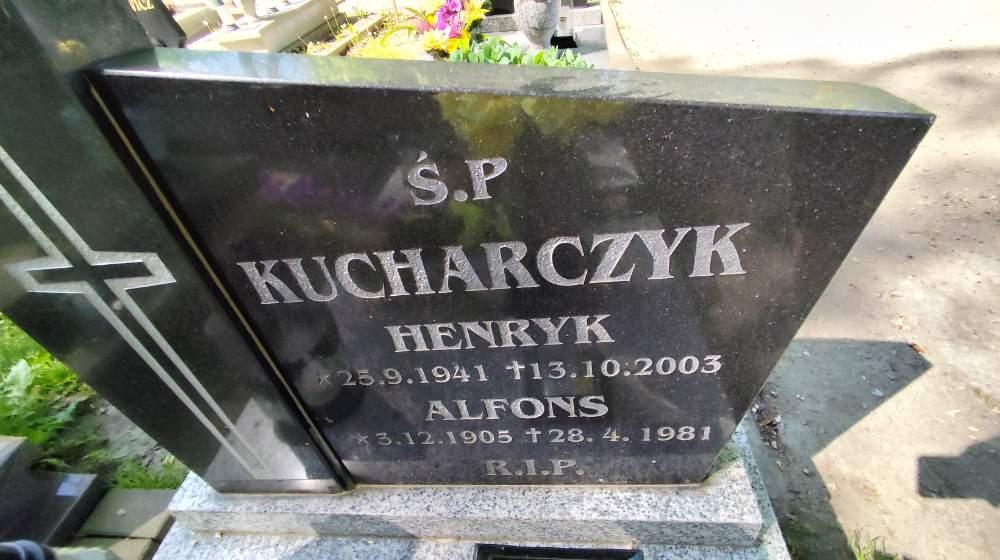 Ś.P
KUCHARCZYK
HENRYK
*25.9.1941 †13.10.2003
ALFONS
*3.12.1905 †28.4.1981
R.I.P.